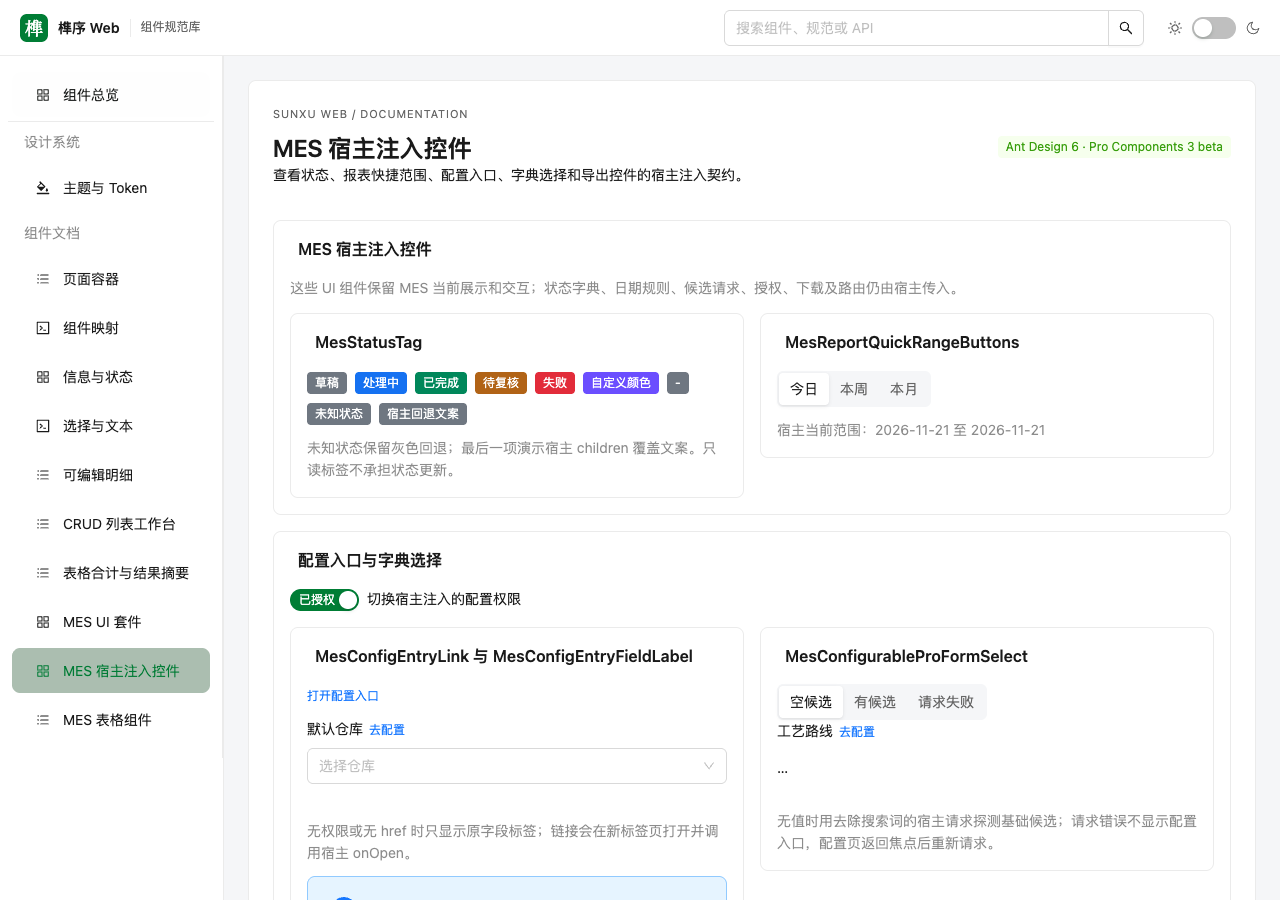 榫 榫序 Web 组件规范库
搜索组件、规范或 API
组件总览
设计系统
主题与 Token
组件文档
页面容器
组件映射
信息与状态
选择与文本
可编辑明细
CRUD 列表工作台
表格合计与结果摘要
MES UI 套件
MES 宿主注入控件
MES 表格组件
SUNXU WEB / DOCUMENTATION
MES 宿主注入控件
查看状态、报表快捷范围、配置入口、字典选择和导出控件的宿主注入契约。
Ant Design 6 · Pro Components 3 beta
MES 宿主注入控件
这些 UI 组件保留 MES 当前展示和交互；状态字典、日期规则、候选请求、授权、下载及路由仍由宿主传入。
MesStatusTag
草稿 处理中 已完成 待复核 失败 自定义颜色 -
未知状态 宿主回退文案
未知状态保留灰色回退；最后一项演示宿主 children 覆盖文案。只
读标签不承担状态更新。
MesReportQuickRangeButtons
今日 本周 本月
宿主当前范围：2026-11-21 至 2026-11-21
配置入口与字典选择
已授权 切换宿主注入的配置权限
MesConfigEntryLink 与 MesConfigEntryFieldLabel
打开配置入口
默认仓库 去配置
选择仓库
无权限或无 href 时只显示原字段标签；链接会在新标签页打开并调
用宿主 onOpen。
MesConfigurableProFormSelect
空候选 有候选 请求失败
工艺路线 去配置
...
无值时用去除搜索词的宿主请求探测基础候选；请求错误不显示配置
入口，配置页返回焦点后重新请求。